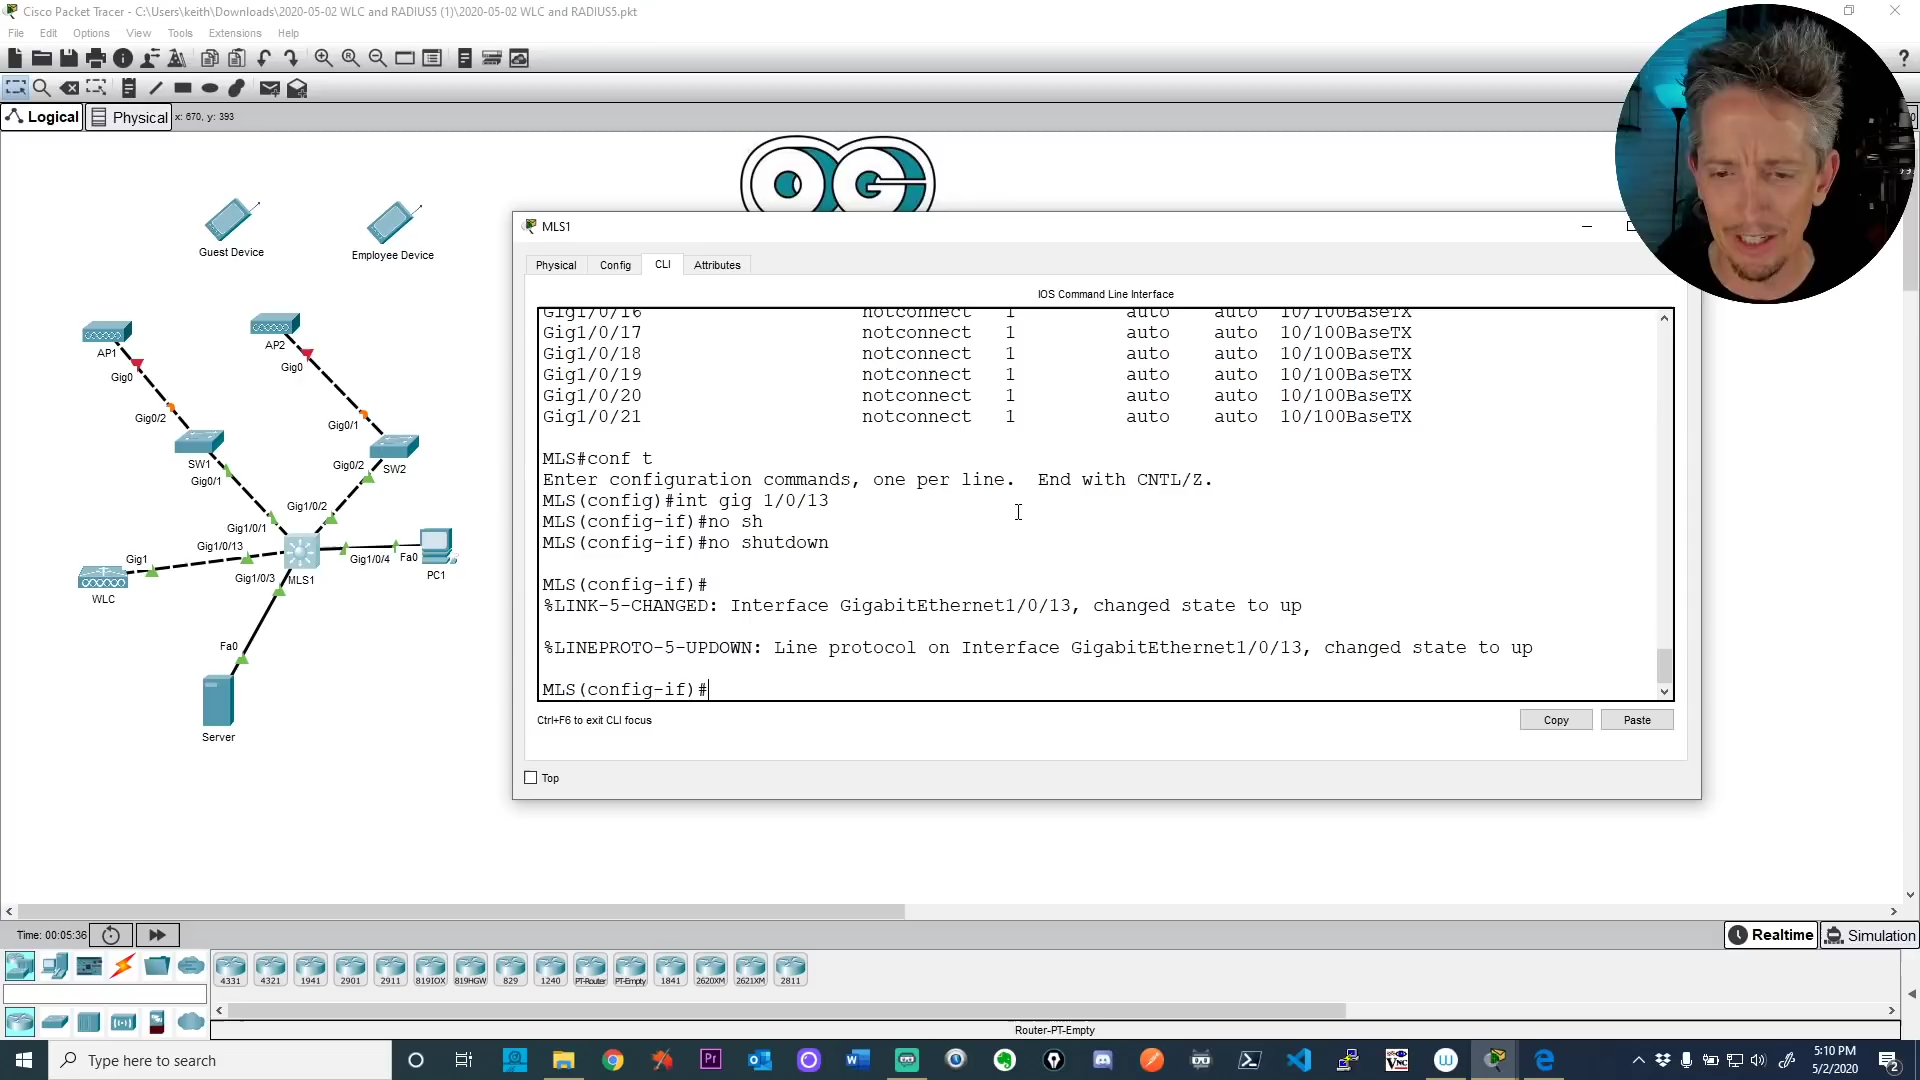 Cisco Packet Tracer - C:\Users\keith\Downloads\2020-05-02 WLC and RADIUS5 (1)\2020-05-02 WLC and RADIUS5.pkt
File Edit Options View Tools Extensions Help
Logical Physical x: 670, y: 393
OG
Guest Device
Employee Device
AP1
AP2
Gig0
Gig0
Gig0/2
Gig0/1
SW1
SW2
Gig0/1
Gig0/2
Gig1/0/2
Gig1/0/1
Gig1/0/13
Gig1
Gig1/0/4
Fa0
PC1
WLC
Gig1/0/3
MLS1
Fa0
Server
MLS1
Physical Config CLI Attributes
IOS Command Line Interface
Gig1/0/16 notconnect 1 auto auto 10/100BaseTX
Gig1/0/17 notconnect 1 auto auto 10/100BaseTX
Gig1/0/18 notconnect 1 auto auto 10/100BaseTX
Gig1/0/19 notconnect 1 auto auto 10/100BaseTX
Gig1/0/20 notconnect 1 auto auto 10/100BaseTX
Gig1/0/21 notconnect 1 auto auto 10/100BaseTX
MLS#conf t
Enter configuration commands, one per line. End with CNTL/Z.
MLS(config)#int gig 1/0/13
MLS(config-if)#no sh
MLS(config-if)#no shutdown
MLS(config-if)#
%LINK-5-CHANGED: Interface GigabitEthernet1/0/13, changed state to up
%LINEPROTO-5-UPDOWN: Line protocol on Interface GigabitEthernet1/0/13, changed state to up
MLS(config-if)#
Ctrl+F6 to exit CLI focus
Copy Paste
Top
Time: 00:05:36
Realtime Simulation
4331 4321 1941 2901 2911 819IOX 819HGW 829 1240 PT-Router PT-Empty 1841 2620XM 2621XM 2811
Router-PT-Empty
Type here to search
5:10 PM
5/2/2020
2